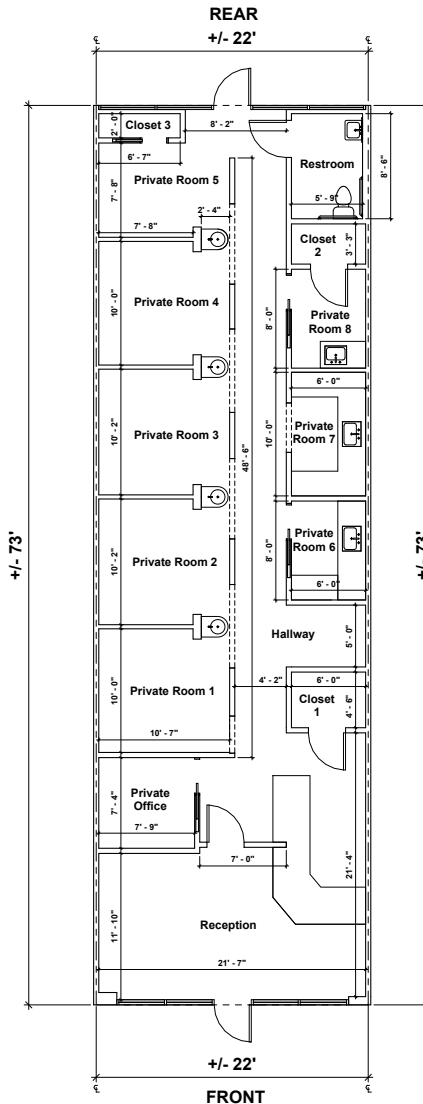 REAR
+/- 22'
℄
℄
Closet 3
2' - 0"
8' - 2"
6' - 7"
Restroom
8' - 6"
5' - 9"
Private Room 5
7' - 8"
2' - 4"
7' - 8"
Closet
2
3' - 3"
Private Room 4
10' - 0"
8' - 0"
Private
Room 8
6' - 0"
Private Room 3
10' - 2"
48' - 6"
10' - 0"
Private
Room 7
+/- 73'
+/- 73'
Private Room 2
10' - 2"
8' - 0"
Private
Room 6
6' - 0"
Hallway
5' - 0"
Private Room 1
10' - 0"
4' - 2"
6' - 0"
Closet
1
4' - 6"
10' - 7"
Private
Office
7' - 4"
7' - 9"
7' - 0"
21' - 4"
11' - 10"
Reception
21' - 7"
+/- 22'
℄
℄
FRONT